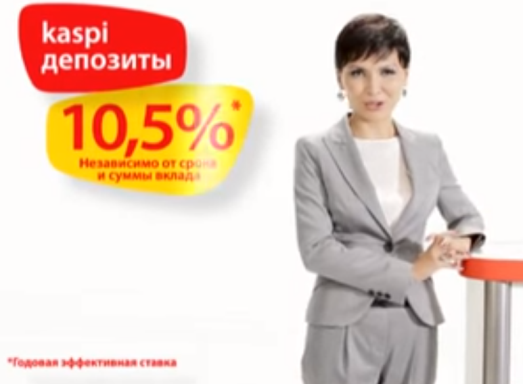 kaspi
депозиты
10,5%*
Независимо от срока
и суммы вклада
*Годовая эффективная ставка